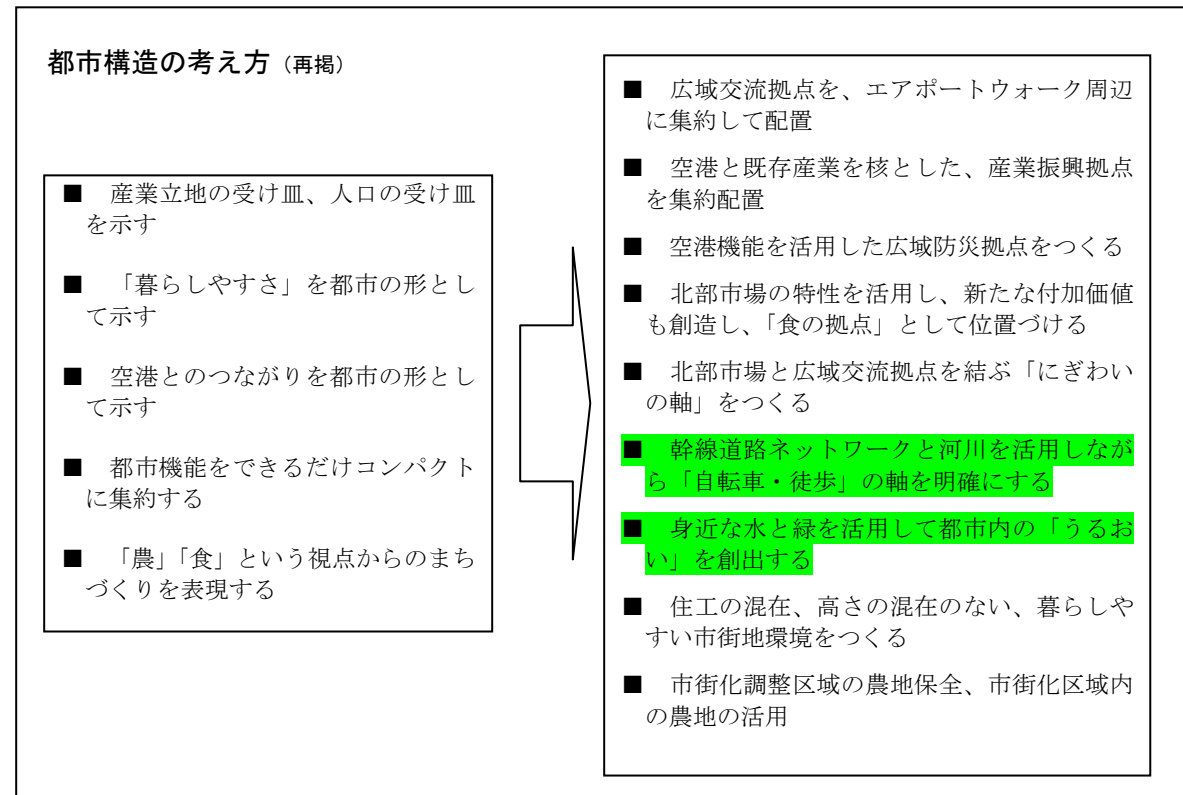 都市構造の考え方（再掲）
■　産業立地の受け皿、人口の受け皿
を示す
■　「暮らしやすさ」を都市の形とし
て示す
■　空港とのつながりを都市の形とし
て示す
■　都市機能をできるだけコンパクト
に集約する
■　「農」「食」という視点からのまち
づくりを表現する
■　広域交流拠点を、エアポートウォーク周辺
に集約して配置
■　空港と既存産業を核とした、産業振興拠点
を集約配置
■　空港機能を活用した広域防災拠点をつくる
■　北部市場の特性を活用し、新たな付加価値
も創造し、「食の拠点」として位置づける
■　北部市場と広域交流拠点を結ぶ「にぎわい
の軸」をつくる
■　幹線道路ネットワークと河川を活用しなが
ら「自転車・徒歩」の軸を明確にする
■　身近な水と緑を活用して都市内の「うるお
い」を創出する
■　住工の混在、高さの混在のない、暮らしや
すい市街地環境をつくる
■　市街化調整区域の農地保全、市街化区域内
の農地の活用